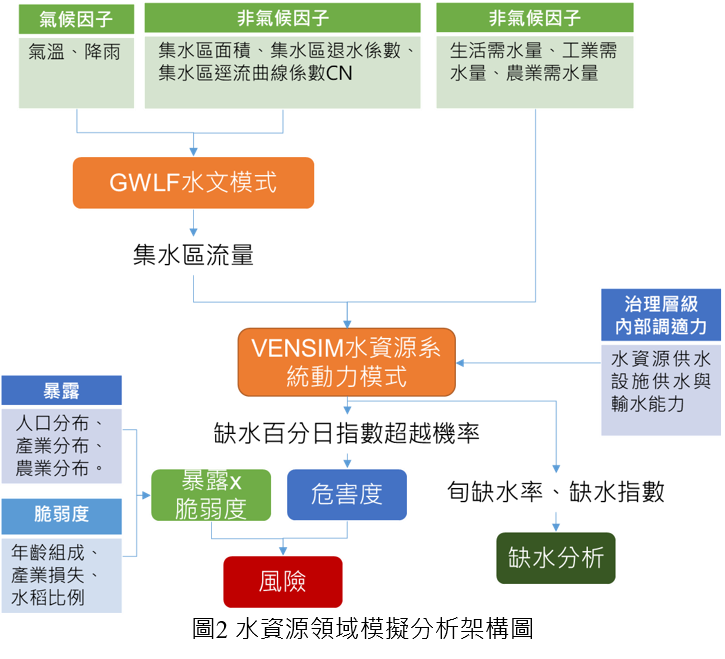 氣候因子
氣溫、降雨
非氣候因子
集水區面積、集水區退水係數、
集水區逕流曲線係數CN
非氣候因子
生活需水量、工業需
水量、農業需水量
GWLF水文模式
集水區流量
治理層級
內部調適力
水資源供水
設施供水與
輸水能力
VENSIM水資源系
統動力模式
暴露
人口分布、
產業分布、
農業分布。
缺水百分日指數超越機率
脆弱度
年齡組成、
產業損失、
水稻比例
暴露x
脆弱度
危害度
旬缺水率、缺水指數
缺水分析
風險
圖2 水資源領域模擬分析架構圖